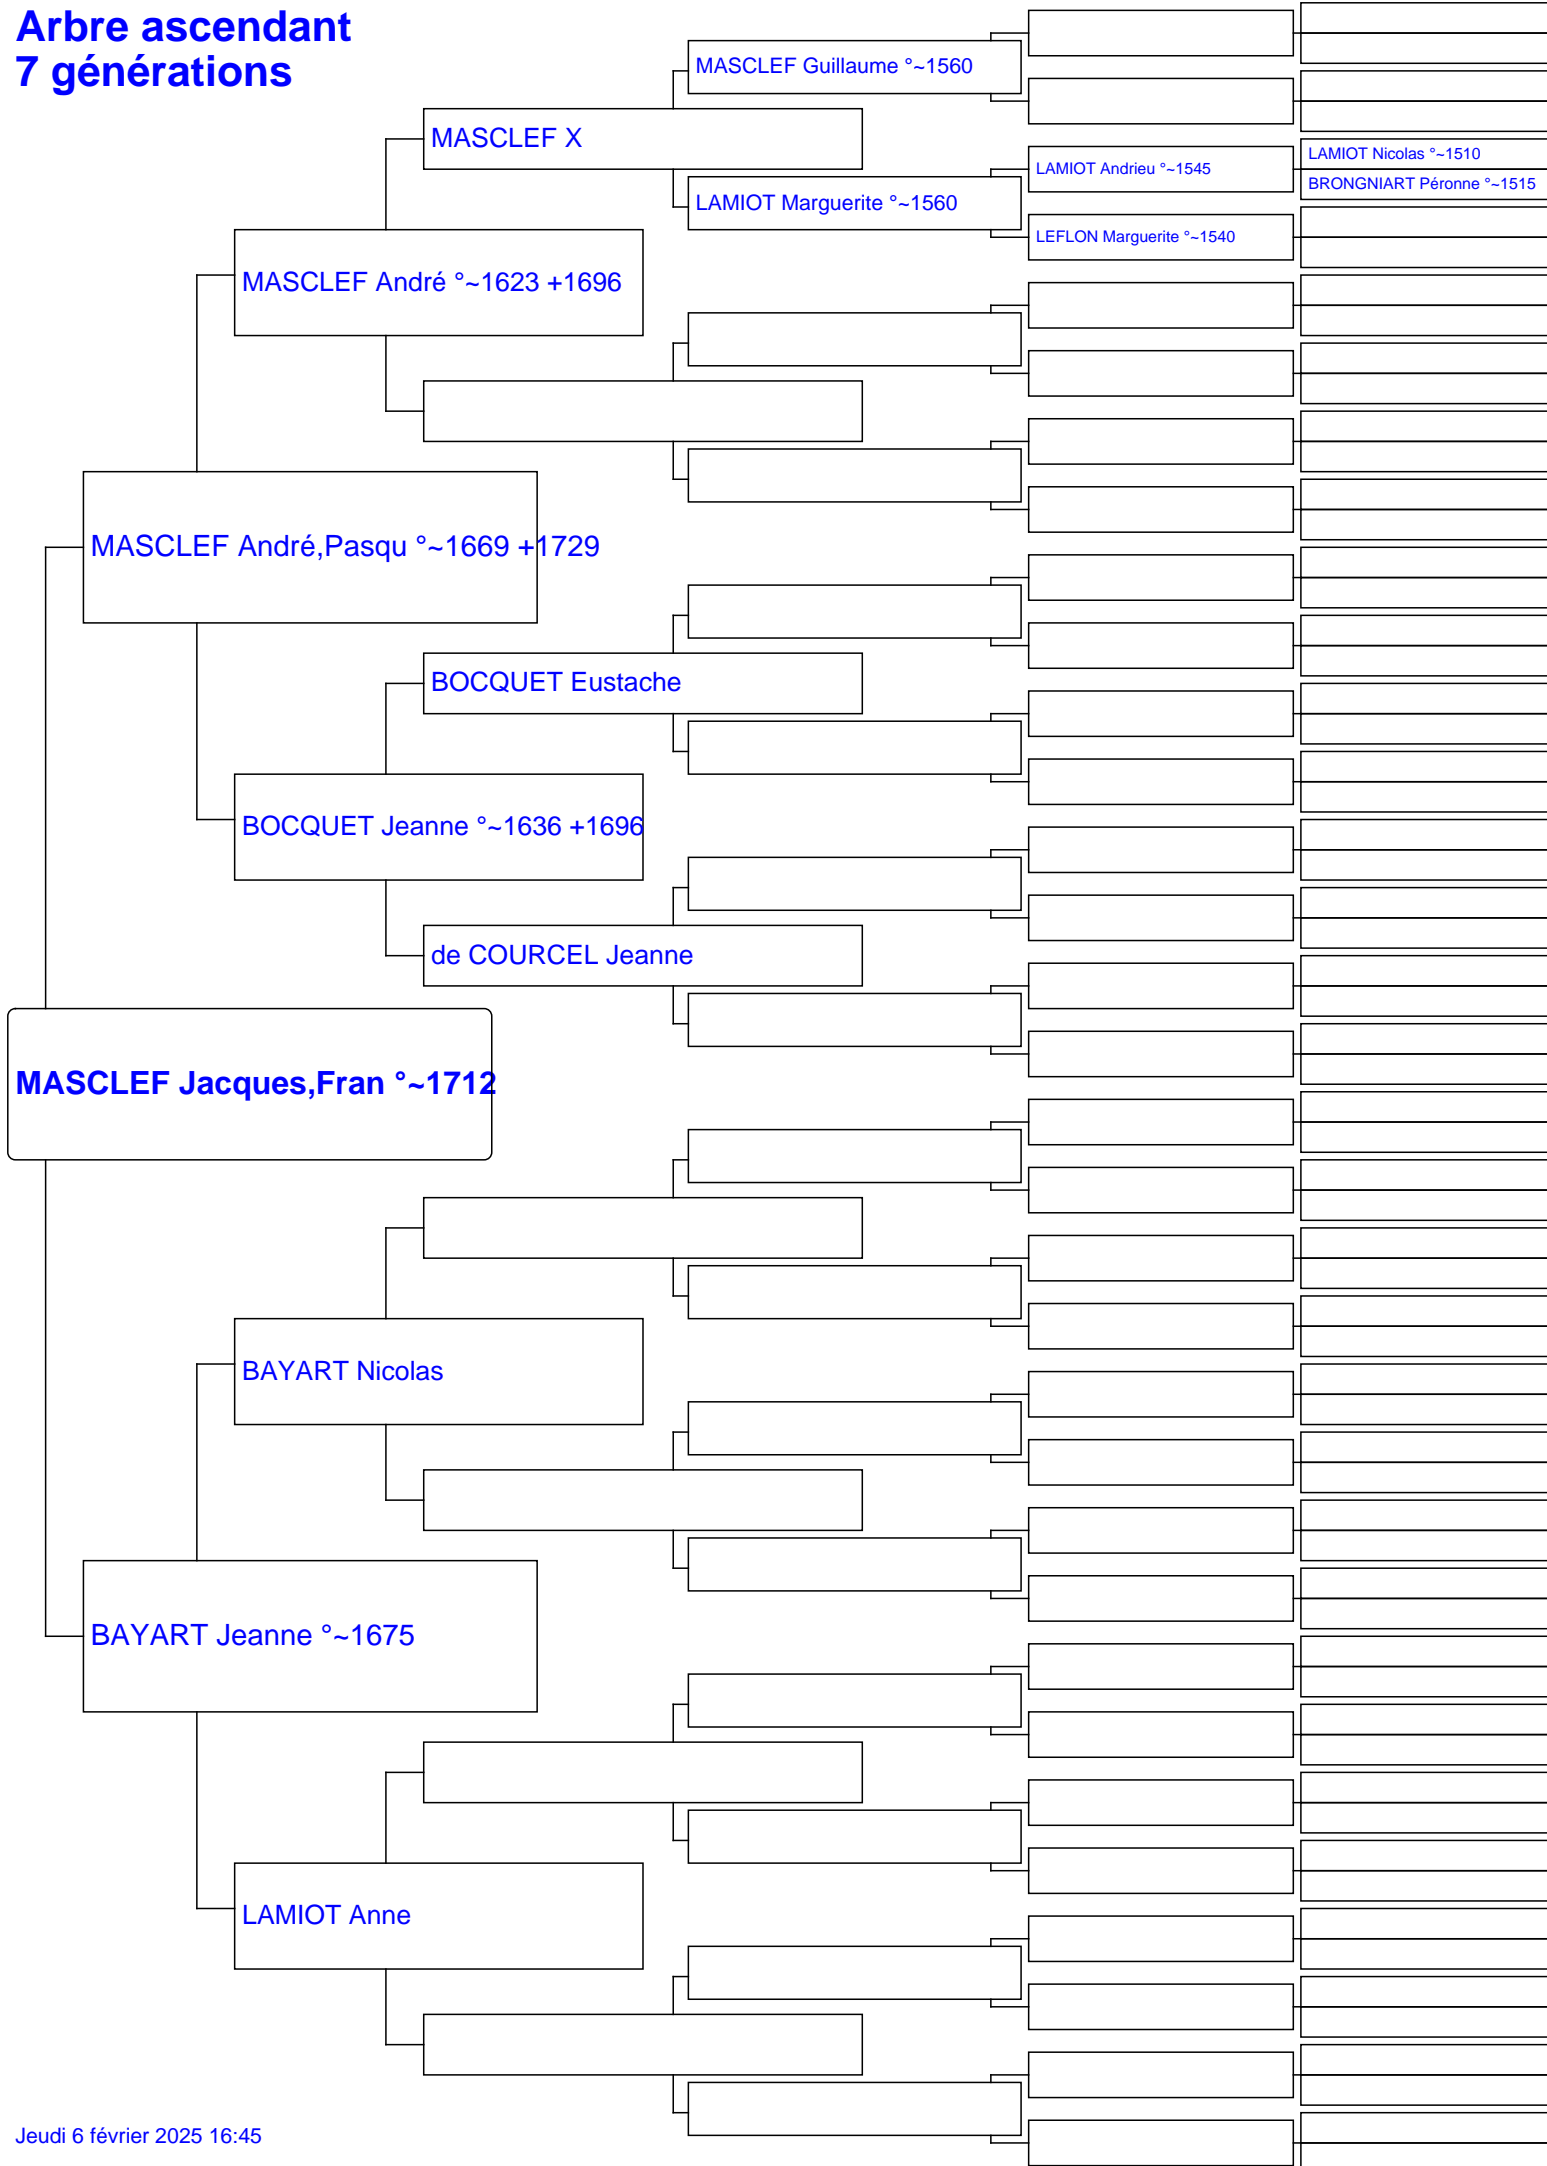 Arbre ascendant
7 générations
MASCLEF Guillaume °~1560
MASCLEF X
LAMIOT Nicolas °~1510
LAMIOT Andrieu °~1545
BRONGNIART Péronne °~1515
LAMIOT Marguerite °~1560
LEFLON Marguerite °~1540
MASCLEF André °~1623 +1696
MASCLEF André,Pasqu °~1669 +1729
BOCQUET Eustache
BOCQUET Jeanne °~1636 +1696
de COURCEL Jeanne
MASCLEF Jacques,Fran °~1712
BAYART Nicolas
BAYART Jeanne °~1675
LAMIOT Anne
Jeudi 6 février 2025 16:45